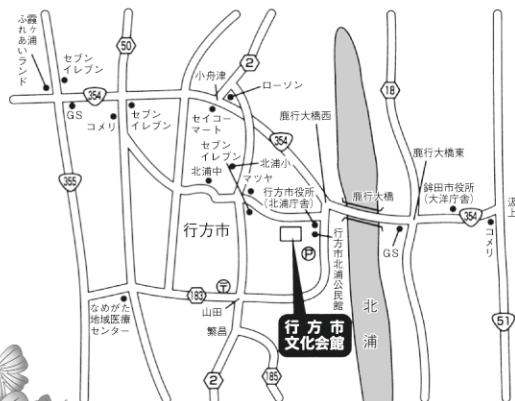 霞ヶ浦
ふれあいランド
セブン
イレブン
50
2
小舟津
ローソン
18
354
GS
コメリ
セブン
イレブン
セイコー
マート
鹿行大橋西
354
セブン
イレブン
北浦小
マツヤ
北浦中
鹿行大橋東
行方市役所
(北浦庁舎)
鹿行大橋
鉾田市役所
(大洋庁舎)
354
汲上
355
行方市
P
行方市北浦公民館
GS
コメリ
〒
183
山田
なめがた
地域医療
センター
繁昌
行方市
文化会館
北浦
51
2
185